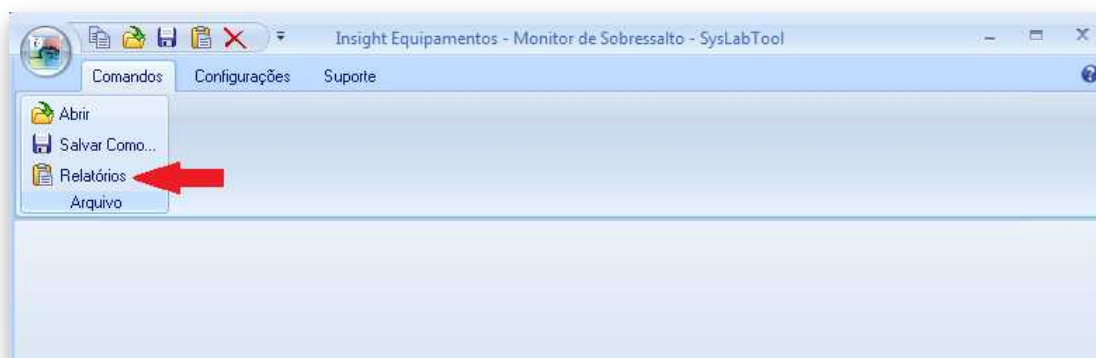 Insight Equipamentos - Monitor de Sobressalto - SysLabTool
Comandos Configurações Suporte
Abrir
Salvar Como...
Relatórios
Arquivo